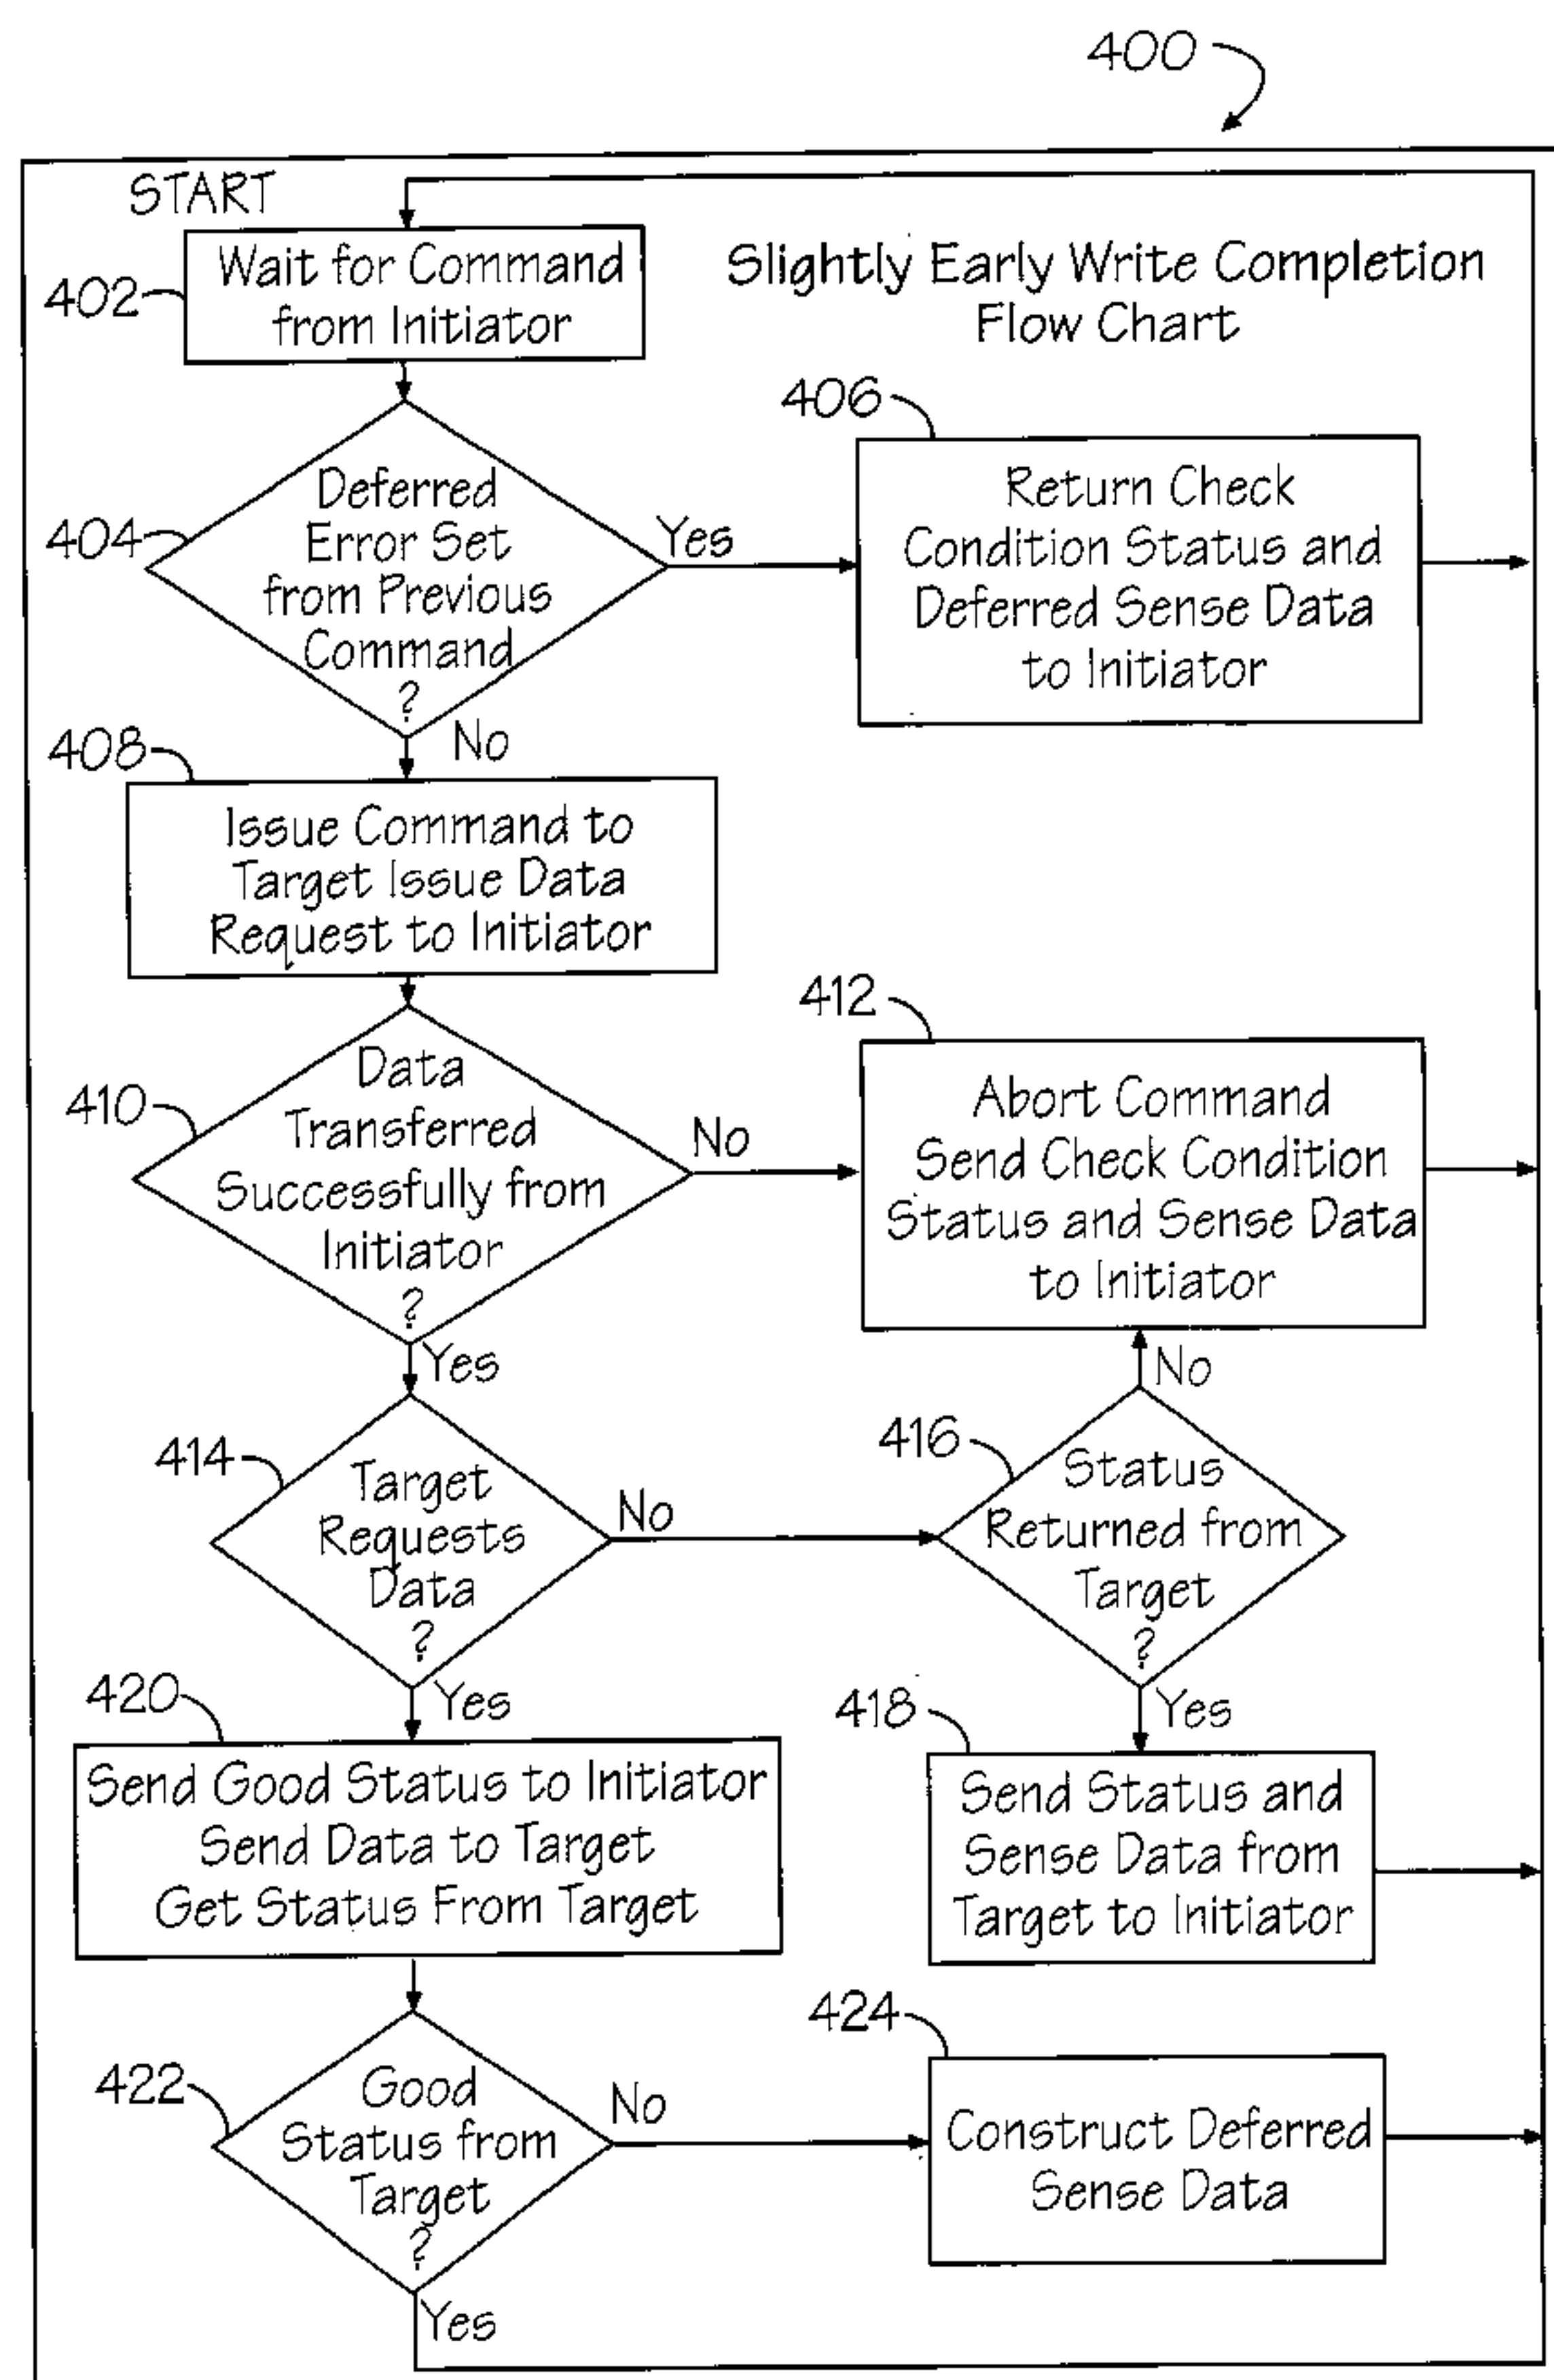 400
START
402
Wait for Command
from Initiator
Slightly Early Write Completion
Flow Chart
404
Deferred
Error Set
from Previous
Command
?
Yes
No
406
Return Check
Condition Status and
Deferred Sense Data
to Initiator
408
Issue Command to
Target Issue Data
Request to Initiator
410
Data
Transferred
Successfully from
Initiator
?
No
Yes
412
Abort Command
Send Check Condition
Status and Sense Data
to Initiator
414
Target
Requests
Data
?
No
Yes
416
Status
Returned from
Target
?
No
Yes
418
Send Status and
Sense Data from
Target to Initiator
420
Send Good Status to Initiator
Send Data to Target
Get Status From Target
422
Good
Status from
Target
?
No
Yes
424
Construct Deferred
Sense Data